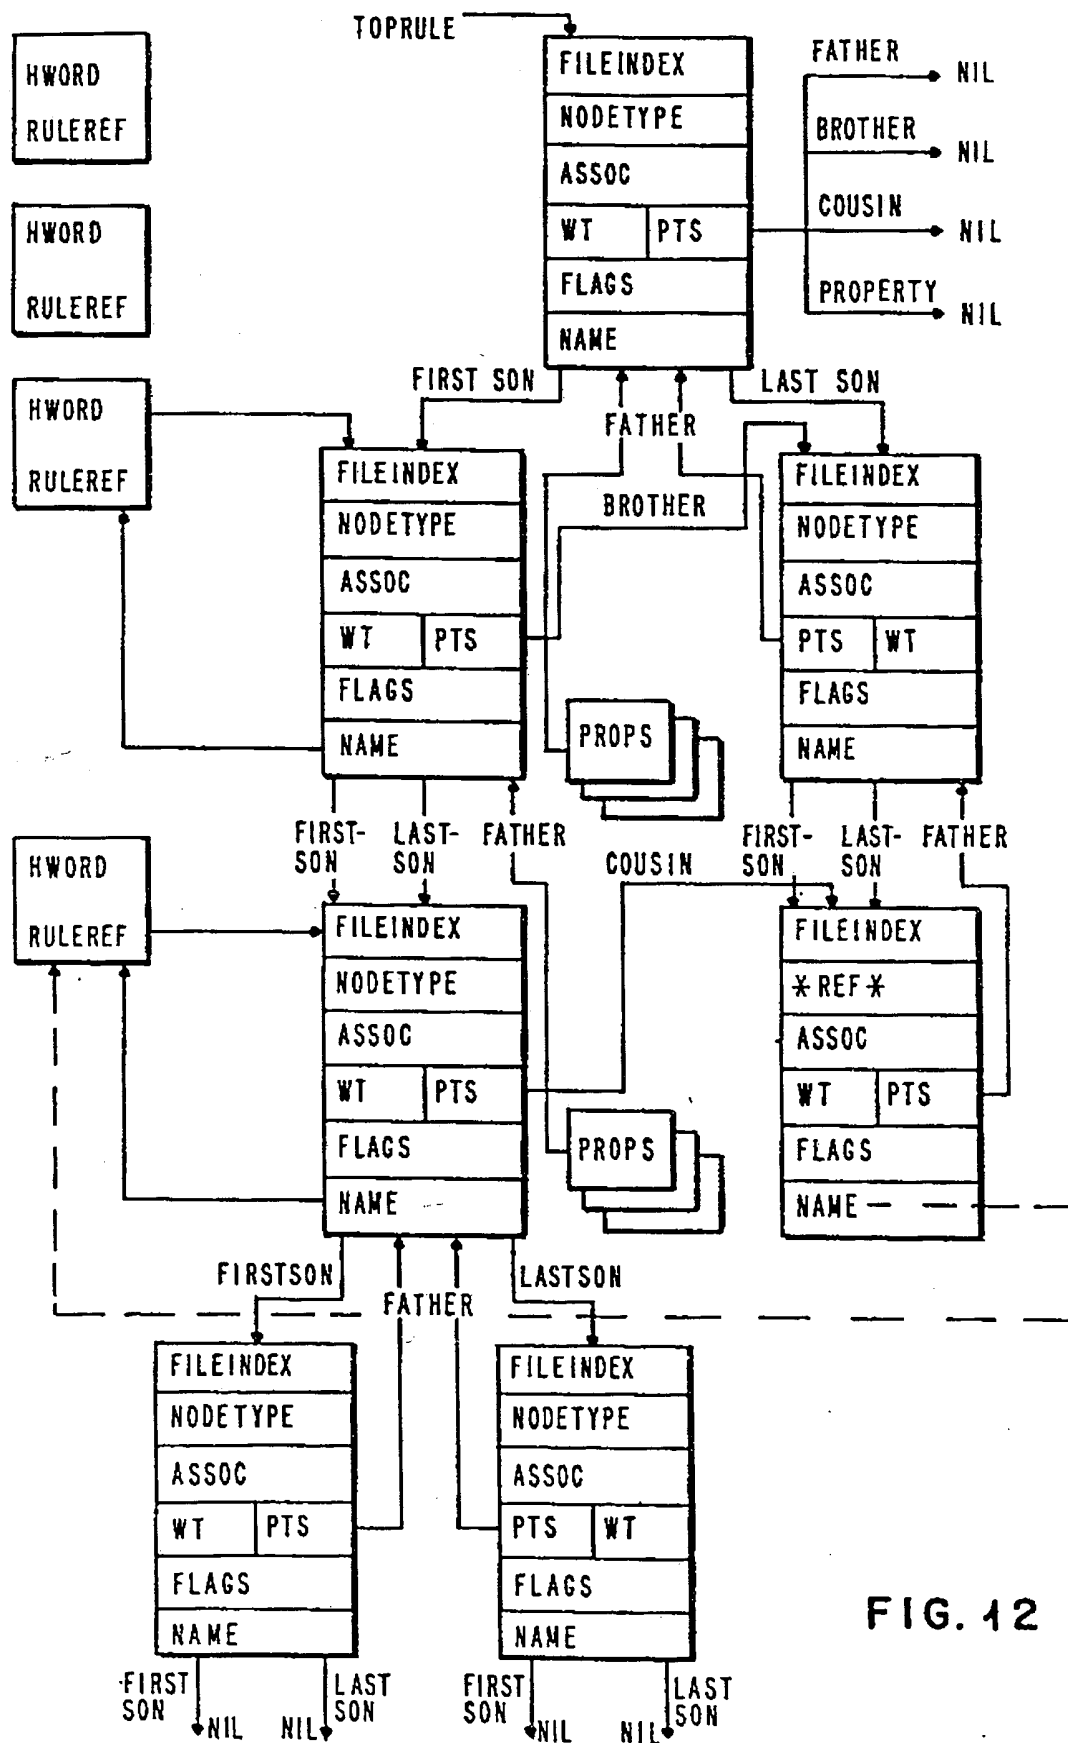 TOPRULE
HWORD
RULEREF
FILEINDEX
NODETYPE
ASSOC
WT PTS
FLAGS
NAME
FATHER NIL
BROTHER NIL
COUSIN NIL
PROPERTY NIL
HWORD
RULEREF
FIRST SON
FATHER
LAST SON
HWORD
RULEREF
FILEINDEX
NODETYPE
ASSOC
WT PTS
FLAGS
NAME
BROTHER
FILEINDEX
NODETYPE
ASSOC
PTS WT
FLAGS
NAME
PROPS
FIRST-
SON
LAST-
SON
FATHER
COUSIN
FIRST-
SON
LAST-
SON
FATHER
HWORD
RULEREF
FILEINDEX
NODETYPE
ASSOC
WT PTS
FLAGS
NAME
PROPS
FILEINDEX
*REF*
ASSOC
WT PTS
FLAGS
NAME
FIRSTSON
FATHER
LASTSON
FILEINDEX
NODETYPE
ASSOC
WT PTS
FLAGS
NAME
FILEINDEX
NODETYPE
ASSOC
PTS WT
FLAGS
NAME
FIRST
SON
NIL
LAST
SON
NIL
FIRST
SON
NIL
LAST
SON
NIL
FIG. 12